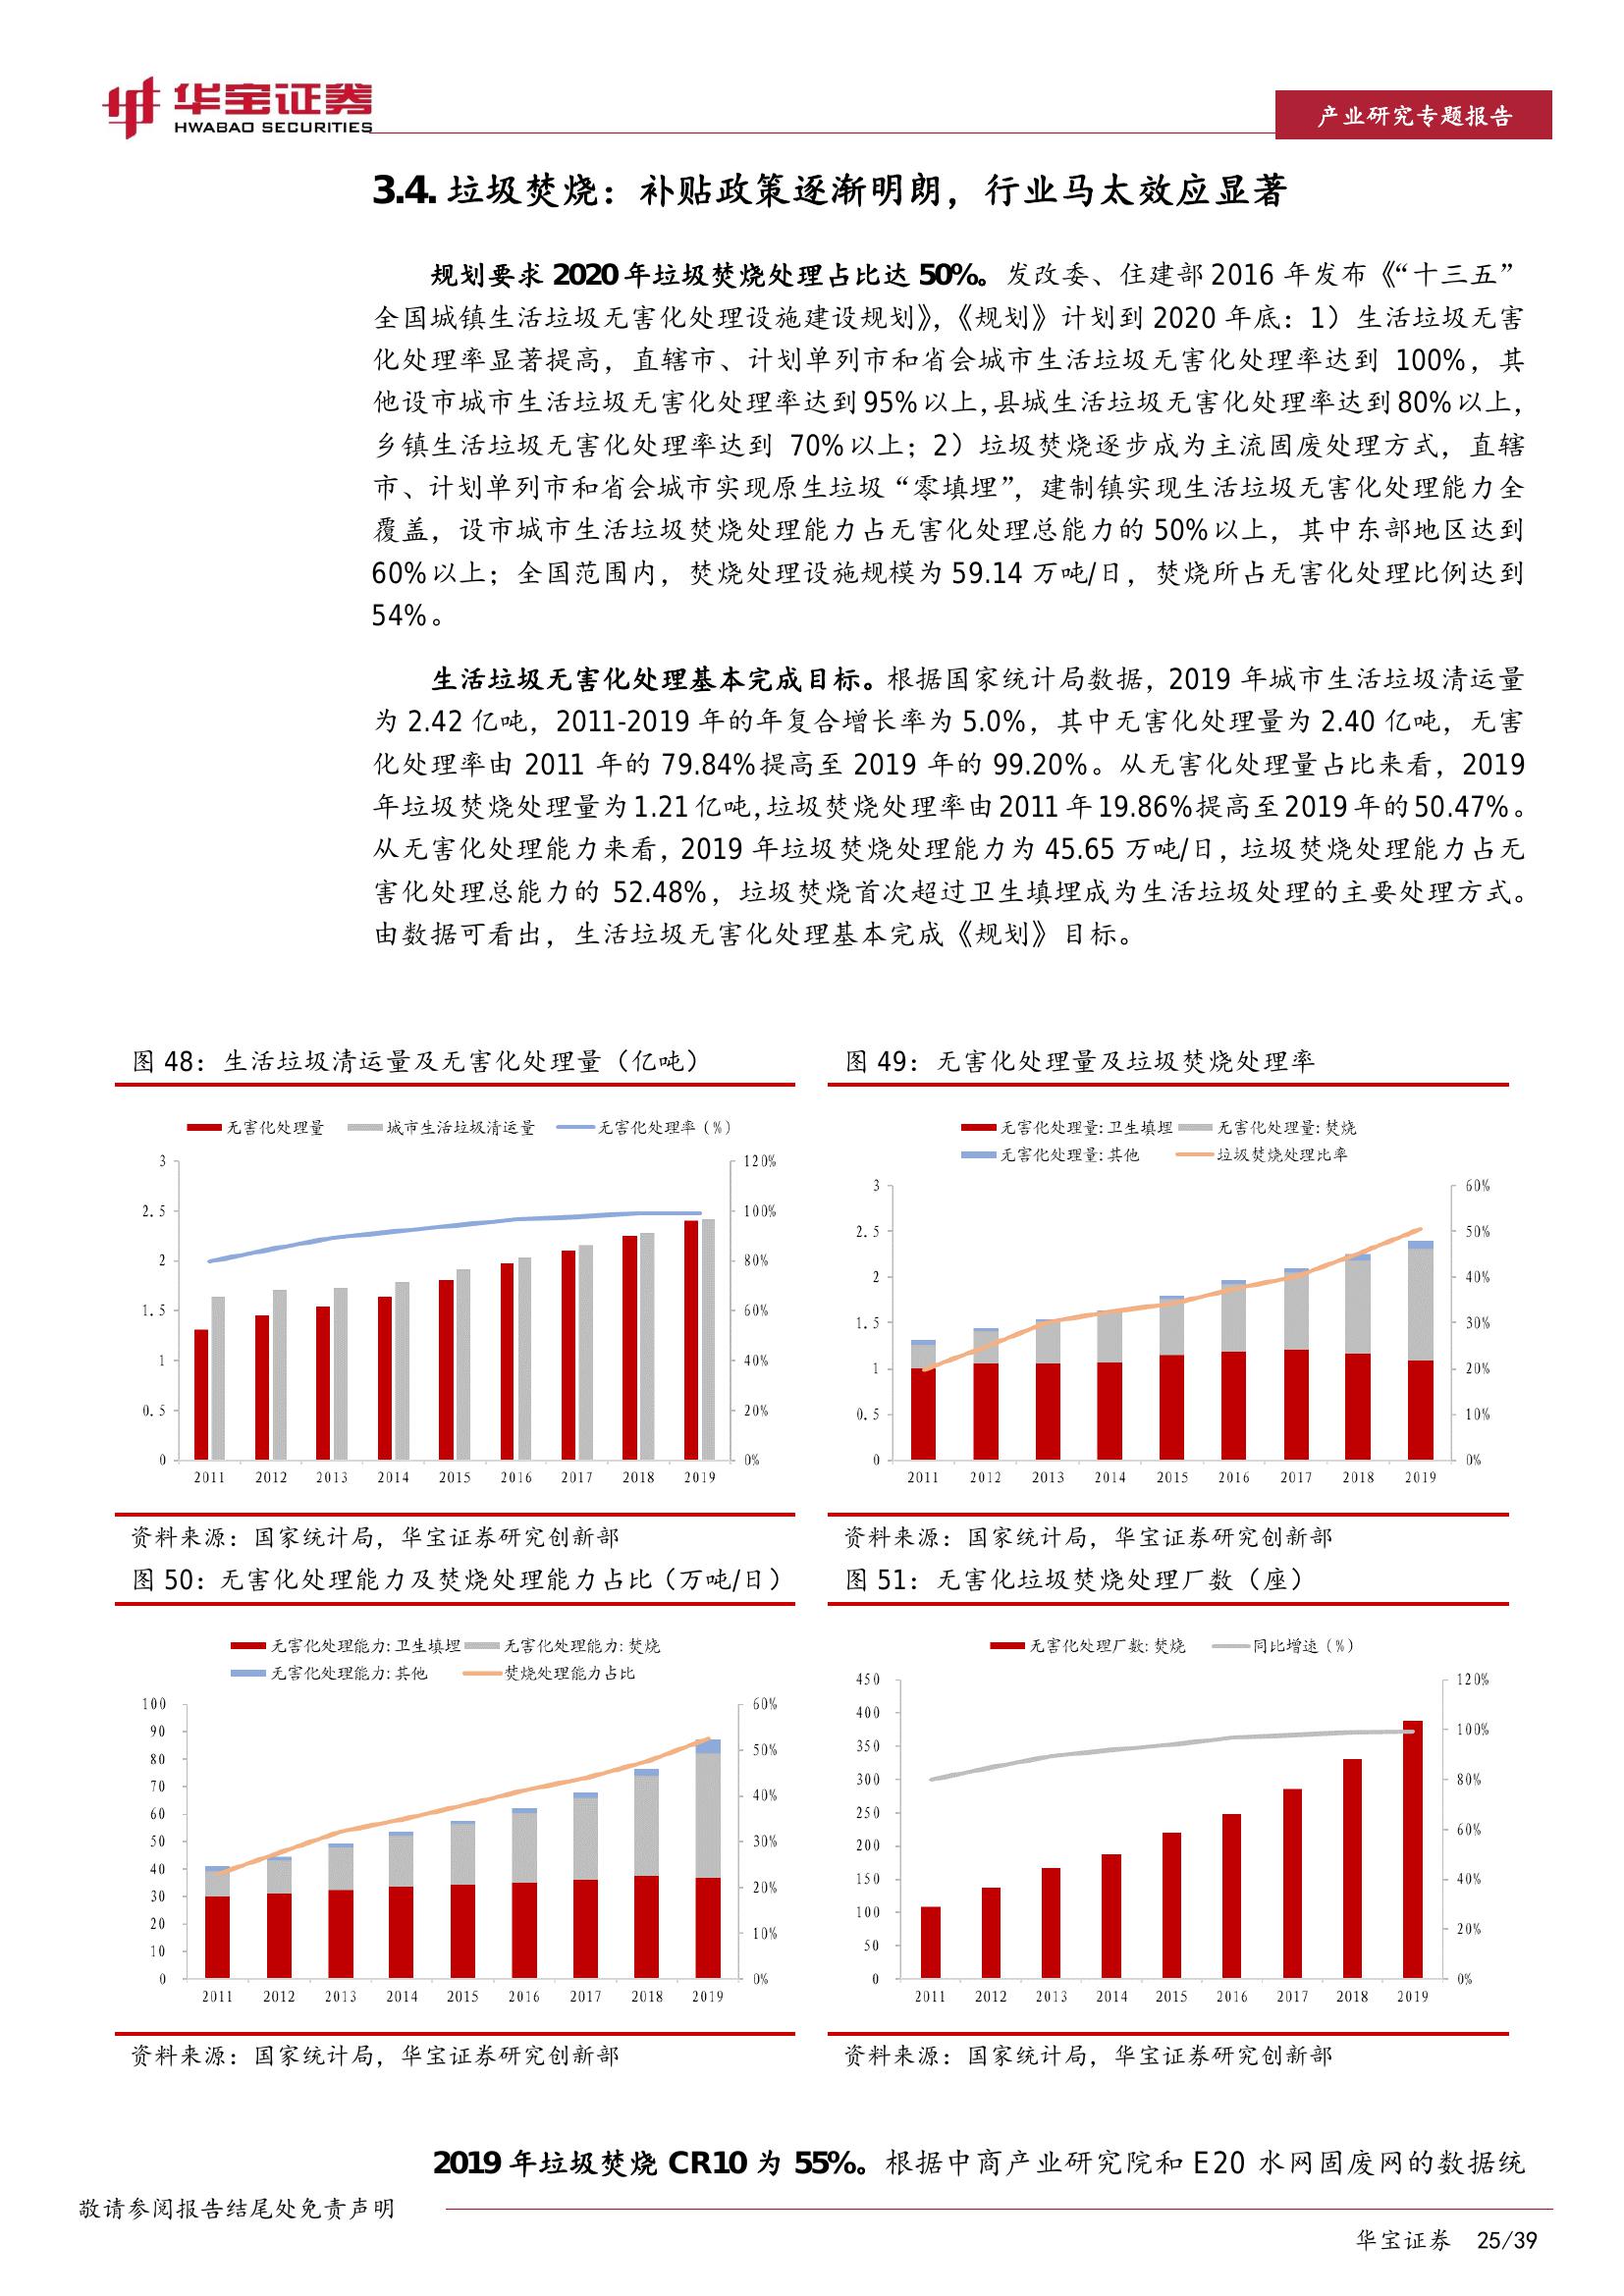 华宝证券
HWABAO SECURITIES
产业研究专题报告
3.4. 垃圾焚烧：补贴政策逐渐明朗，行业马太效应显著
规划要求 2020 年垃圾焚烧处理占比达 50%。发改委、住建部 2016 年发布《“十三五”
全国城镇生活垃圾无害化处理设施建设规划》，《规划》计划到 2020 年底：1）生活垃圾无害
化处理率显著提高，直辖市、计划单列市和省会城市生活垃圾无害化处理率达到 100%，其
他设市城市生活垃圾无害化处理率达到 95%以上，县城生活垃圾无害化处理率达到 80%以上，
乡镇生活垃圾无害化处理率达到 70%以上；2）垃圾焚烧逐步成为主流固废处理方式，直辖
市、计划单列市和省会城市实现原生垃圾“零填埋”，建制镇实现生活垃圾无害化处理能力全
覆盖，设市城市生活垃圾焚烧处理能力占无害化处理总能力的 50%以上，其中东部地区达到
60%以上；全国范围内，焚烧处理设施规模为 59.14 万吨/日，焚烧所占无害化处理比例达到
54%。
生活垃圾无害化处理基本完成目标。根据国家统计局数据，2019 年城市生活垃圾清运量
为 2.42 亿吨，2011-2019 年的年复合增长率为 5.0%，其中无害化处理量为 2.40 亿吨，无害
化处理率由 2011 年的 79.84%提高至 2019 年的 99.20%。从无害化处理量占比来看，2019
年垃圾焚烧处理量为 1.21 亿吨，垃圾焚烧处理率由 2011 年 19.86%提高至 2019 年的 50.47%。
从无害化处理能力来看，2019 年垃圾焚烧处理能力为 45.65 万吨/日，垃圾焚烧处理能力占无
害化处理总能力的 52.48%，垃圾焚烧首次超过卫生填埋成为生活垃圾处理的主要处理方式。
由数据可看出，生活垃圾无害化处理基本完成《规划》目标。
图 48：生活垃圾清运量及无害化处理量（亿吨）
无害化处理量 城市生活垃圾清运量 无害化处理率（%）
3 120%
2.5 100%
2 80%
1.5 60%
1 40%
0.5 20%
0 0%
2011 2012 2013 2014 2015 2016 2017 2018 2019
资料来源：国家统计局，华宝证券研究创新部
图 49：无害化处理量及垃圾焚烧处理率
无害化处理量:卫生填埋 无害化处理量:焚烧
无害化处理量:其他 垃圾焚烧处理比率
3 60%
2.5 50%
2 40%
1.5 30%
1 20%
0.5 10%
0 0%
2011 2012 2013 2014 2015 2016 2017 2018 2019
资料来源：国家统计局，华宝证券研究创新部
图 50：无害化处理能力及焚烧处理能力占比（万吨/日）
无害化处理能力:卫生填埋 无害化处理能力:焚烧
无害化处理能力:其他 焚烧处理能力占比
100 60%
90
80 50%
70
60 40%
50 30%
40
30 20%
20
10 10%
0 0%
2011 2012 2013 2014 2015 2016 2017 2018 2019
资料来源：国家统计局，华宝证券研究创新部
图 51：无害化垃圾焚烧处理厂数（座）
无害化处理厂数:焚烧 同比增速（%）
450 120%
400 100%
350
300 80%
250
200 60%
150 40%
100
50 20%
0 0%
2011 2012 2013 2014 2015 2016 2017 2018 2019
资料来源：国家统计局，华宝证券研究创新部
2019 年垃圾焚烧 CR10 为 55%。根据中商产业研究院和 E20 水网固废网的数据统
敬请参阅报告结尾处免责声明
华宝证券 25/39